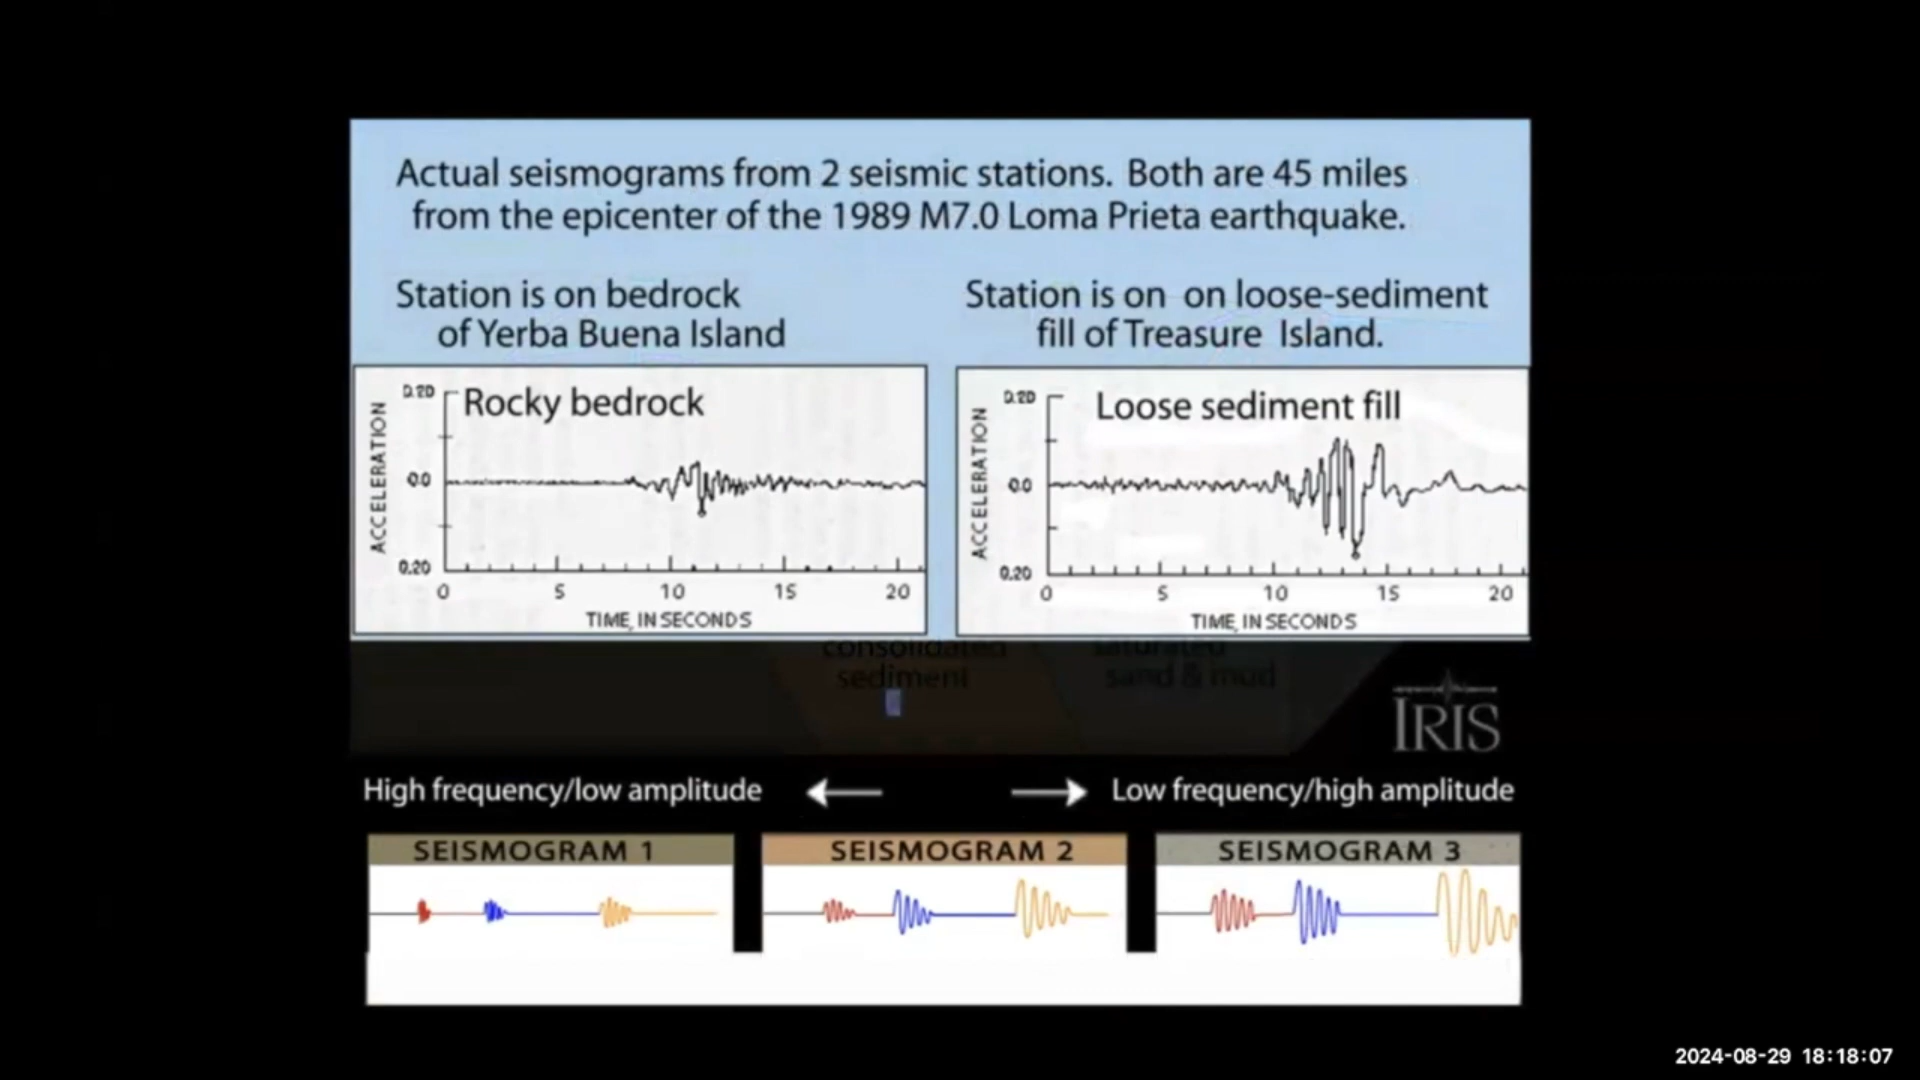 Actual seismograms from 2 seismic stations. Both are 45 miles
from the epicenter of the 1989 M7.0 Loma Prieta earthquake.
Station is on bedrock
of Yerba Buena Island
Station is on on loose-sediment
fill of Treasure Island.
Rocky bedrock
ACCELERATION
0.20
0.0
0.20
0 5 10 15 20
TIME, IN SECONDS
Loose sediment fill
ACCELERATION
0.20
0.0
0.20
0 5 10 15 20
TIME, IN SECONDS
consolidated
sediment
saturated
sand & mud
IRIS
High frequency/low amplitude
Low frequency/high amplitude
SEISMOGRAM 1
SEISMOGRAM 2
SEISMOGRAM 3
2024-08-29 18:18:07